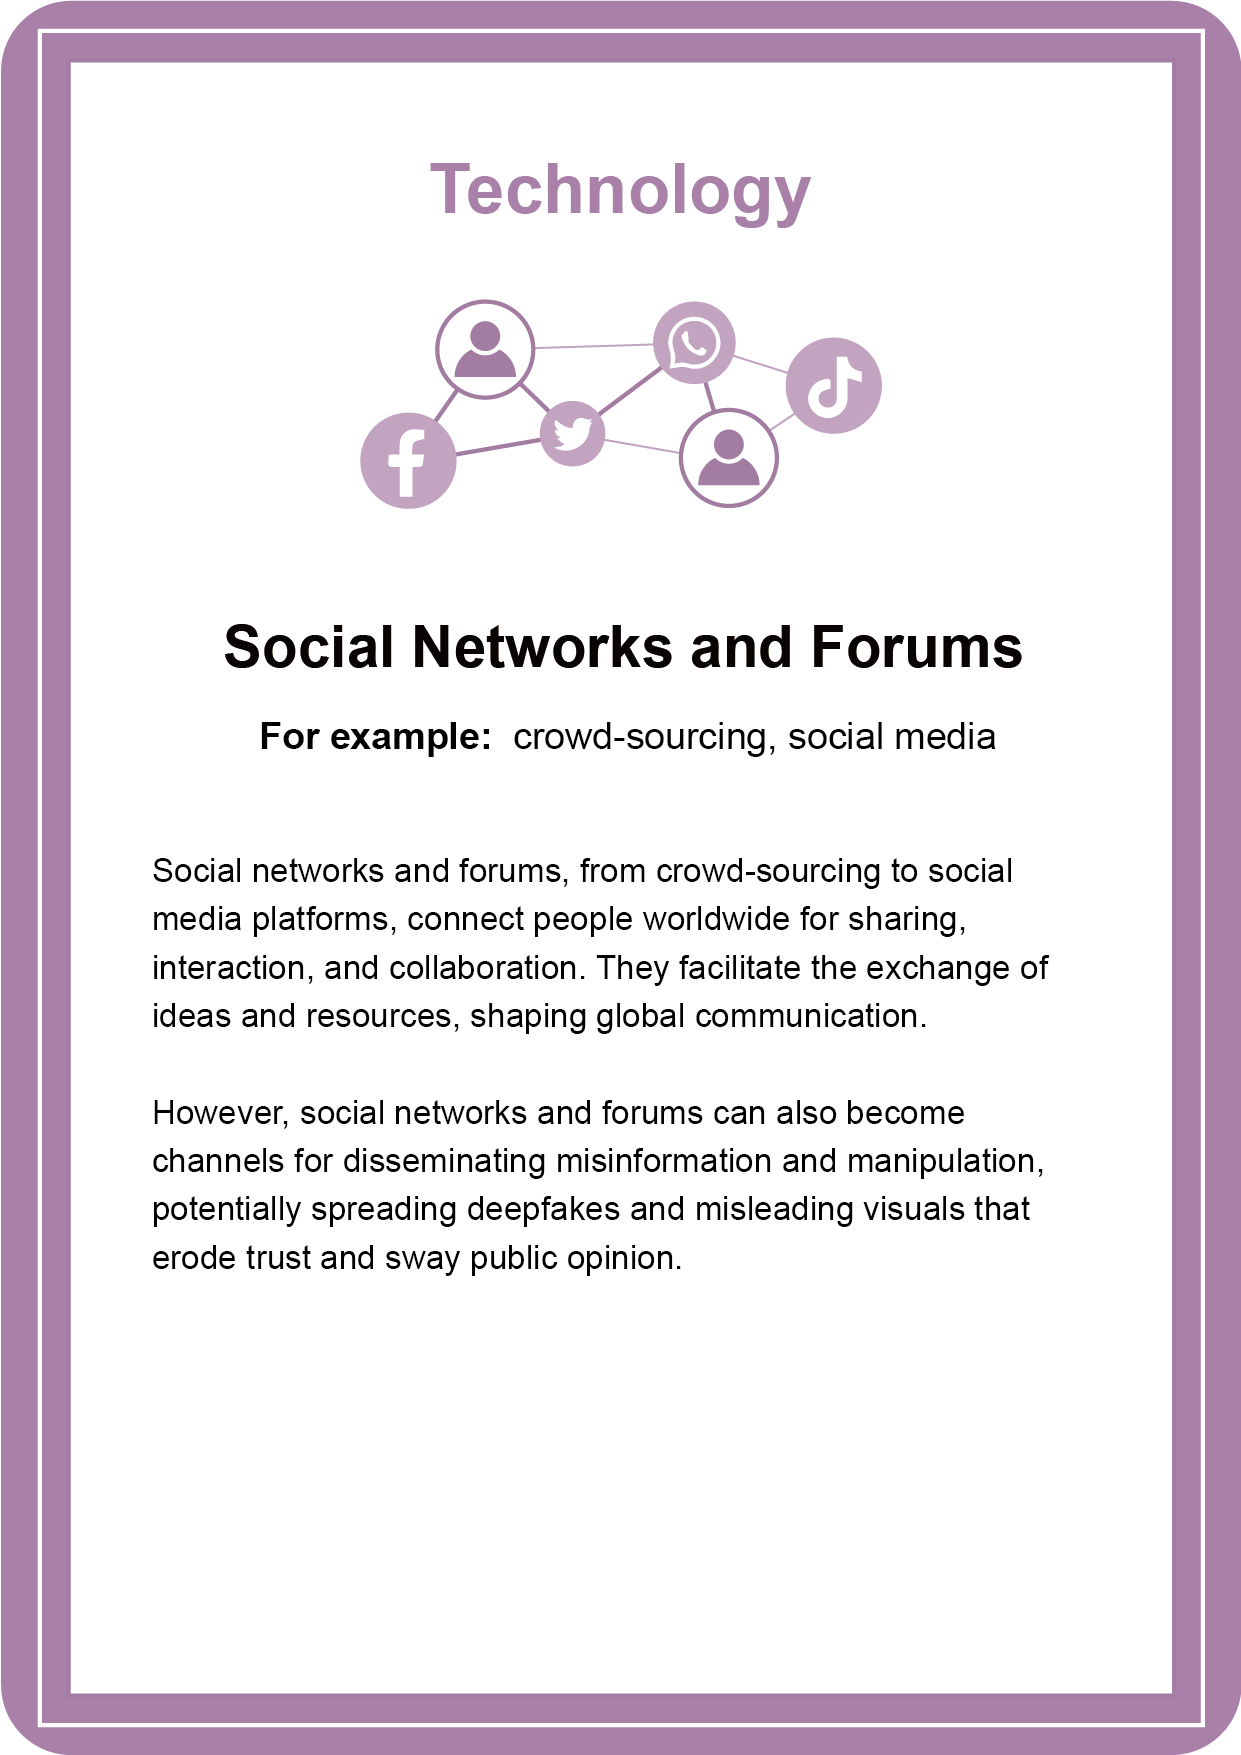 Technology
Social Networks and Forums
For example: crowd-sourcing, social media
Social networks and forums, from crowd-sourcing to social
media platforms, connect people worldwide for sharing,
interaction, and collaboration. They facilitate the exchange of
ideas and resources, shaping global communication.
However, social networks and forums can also become
channels for disseminating misinformation and manipulation,
potentially spreading deepfakes and misleading visuals that
erode trust and sway public opinion.